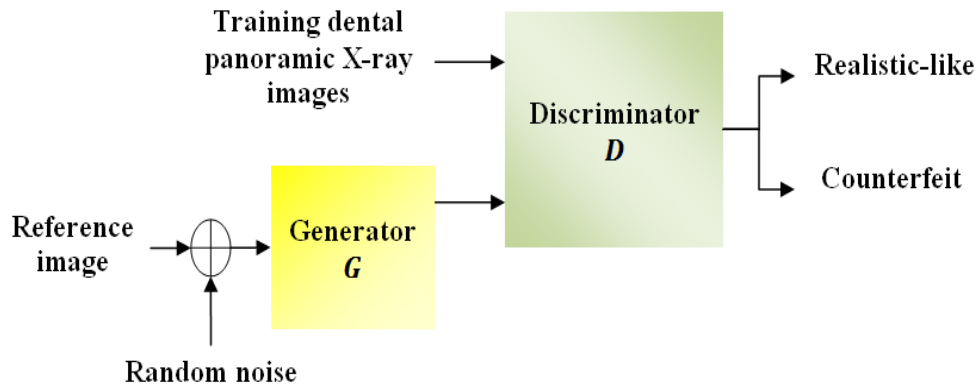 Training dental
panoramic X-ray
images
Discriminator
D
Realistic-like
Counterfeit
Generator
G
Reference
image
Random noise